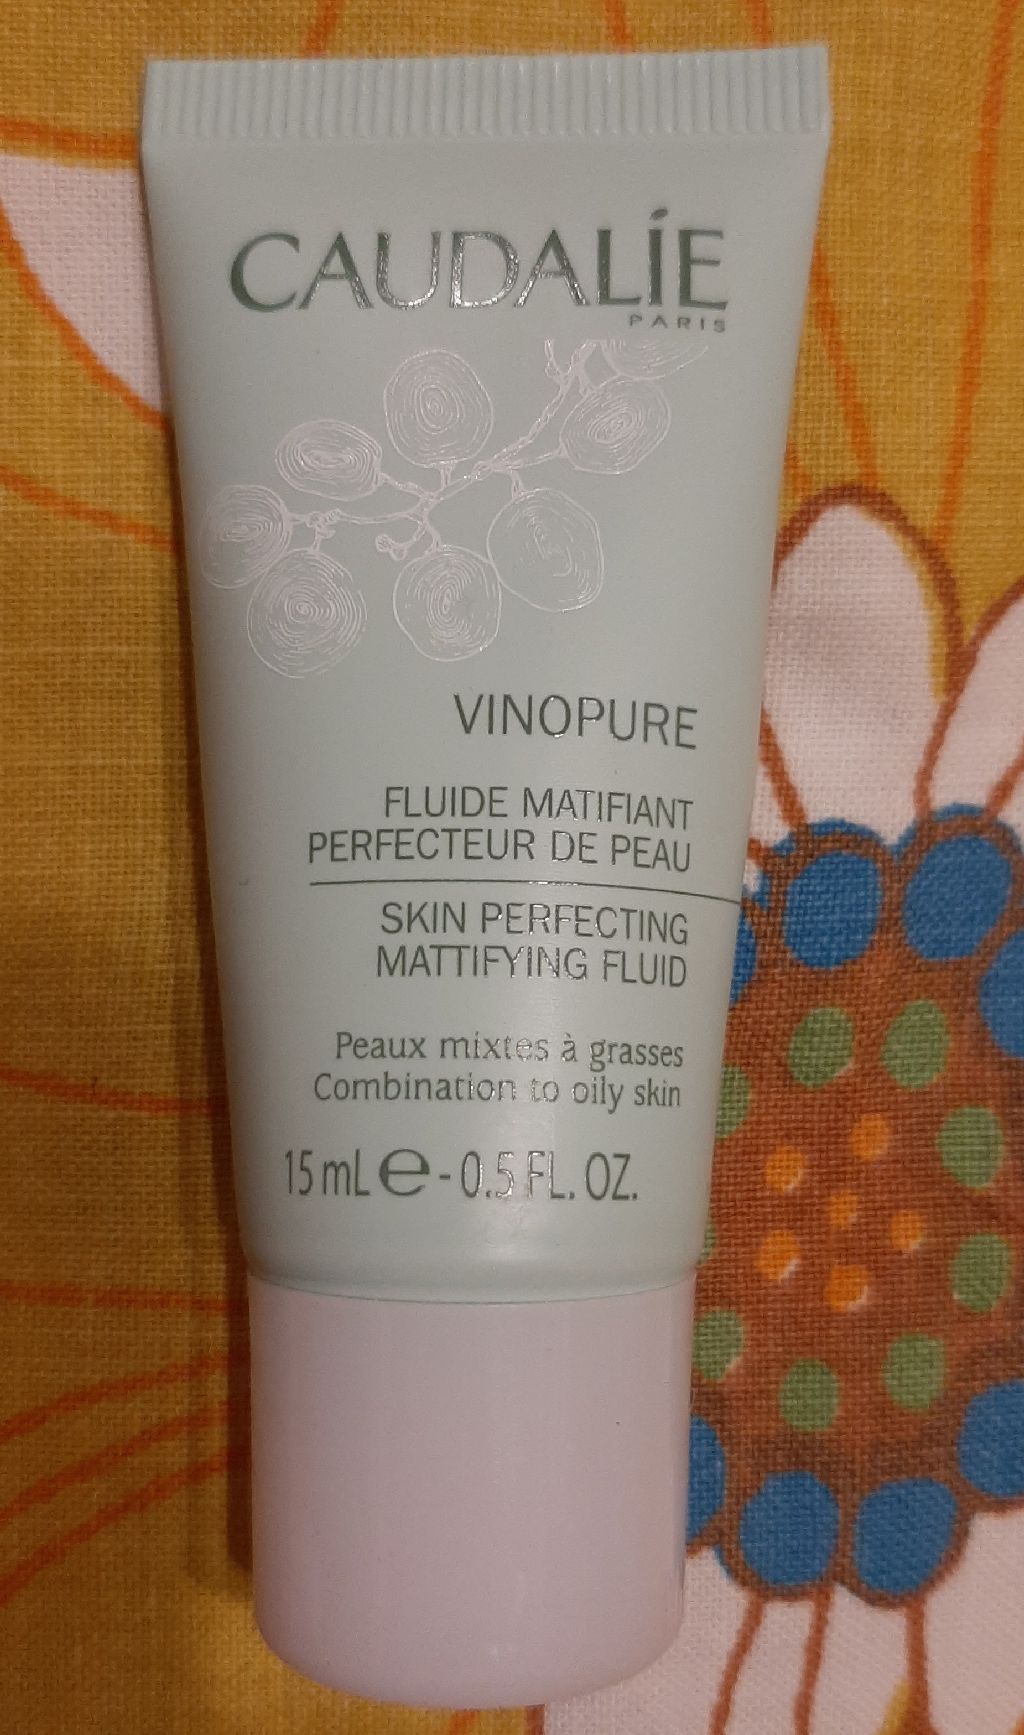 CAUDALÍE
PARIS
VINOPURE
FLUIDE MATIFIANT
PERFECTEUR DE PEAU
SKIN PERFECTING
MATTIFYING FLUID
Peaux mixtes à grasses
Combination to oily skin
15 mL e - 0.5 FL. OZ.